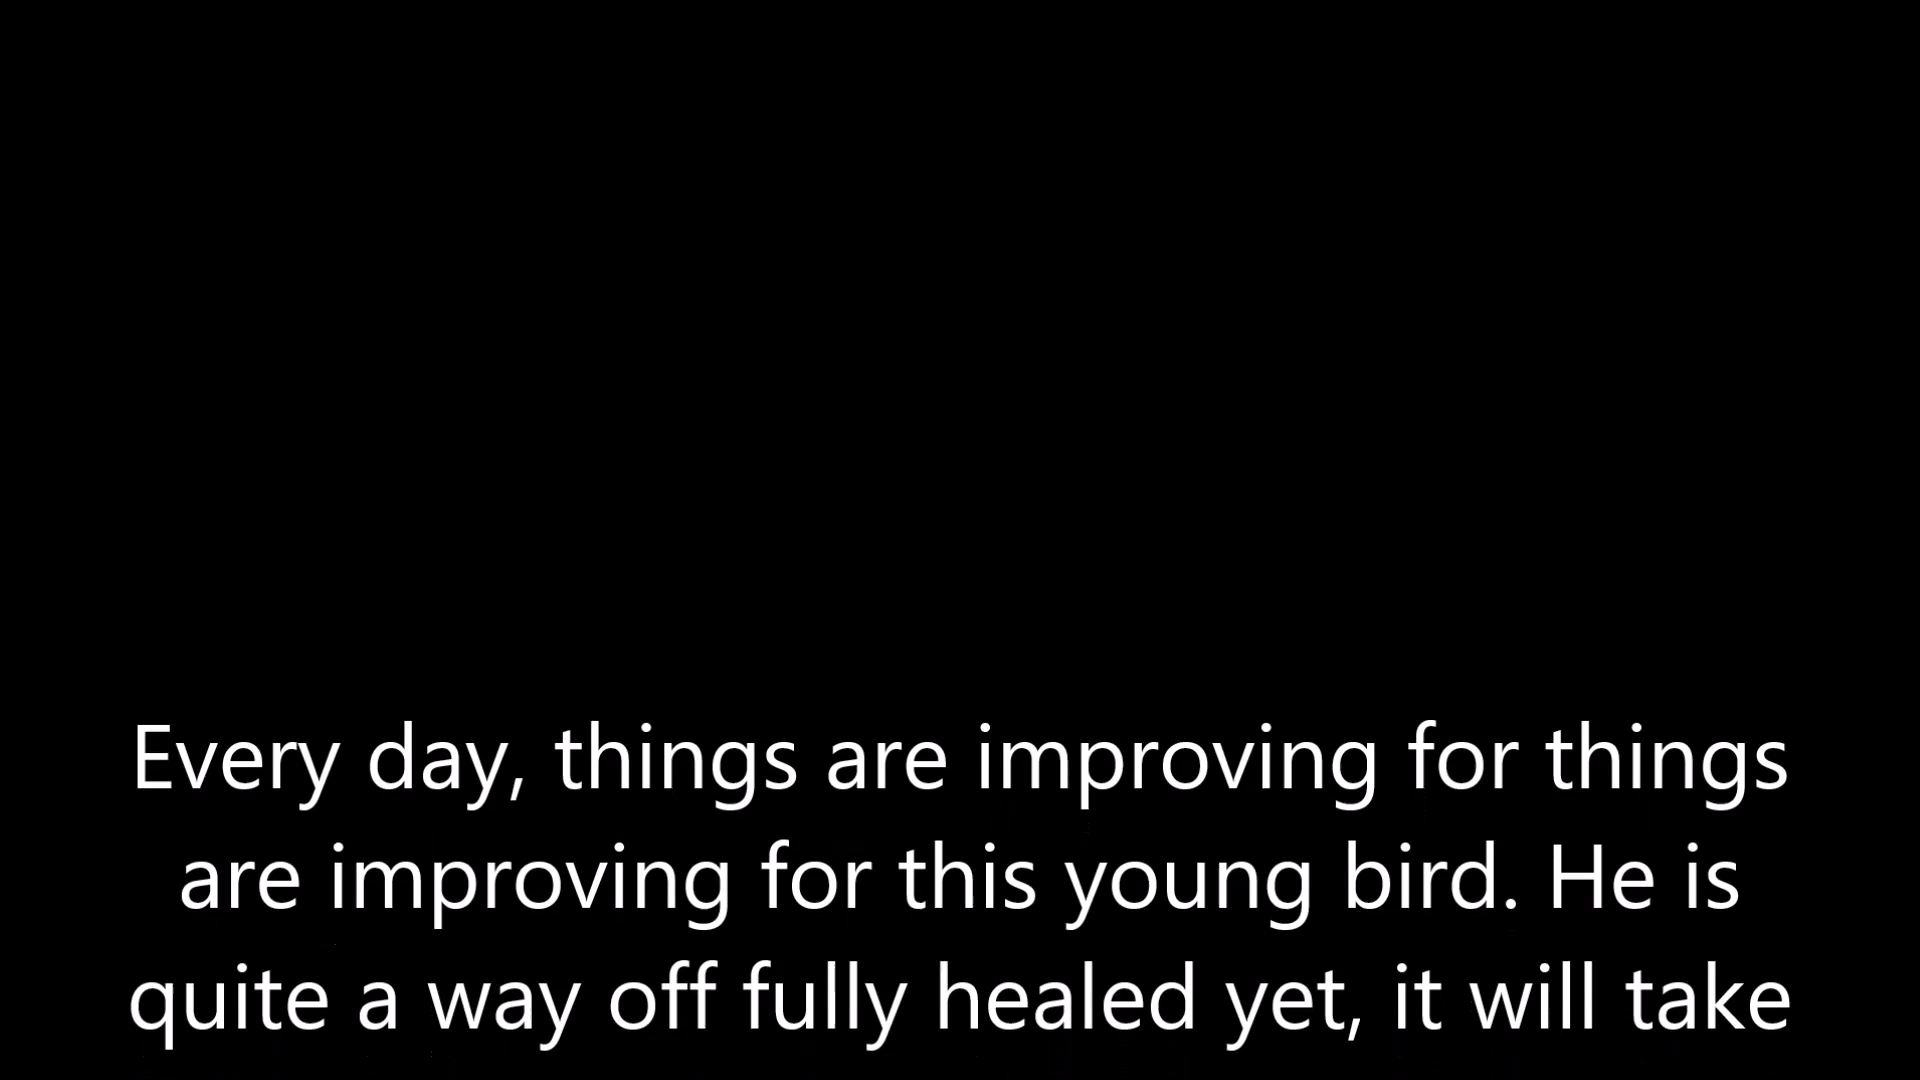 Every day, things are improving for things
are improving for this young bird. He is
quite a way off fully healed yet, it will take